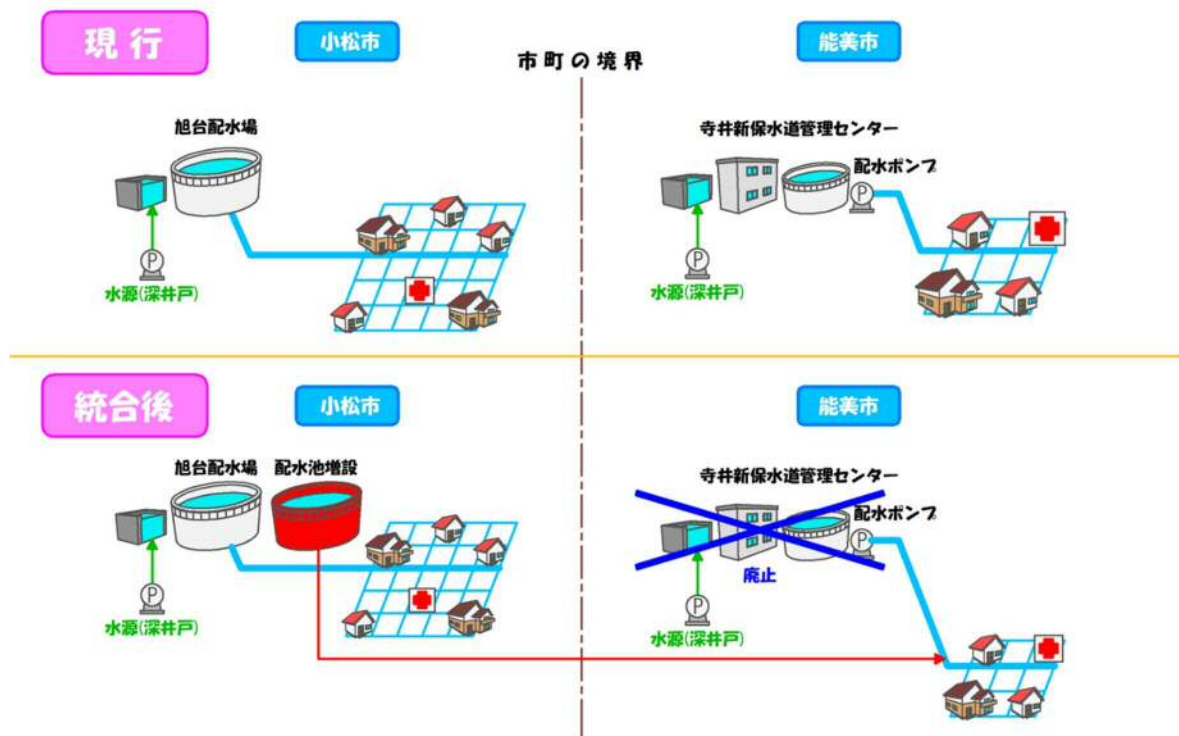 現行
小松市
市町の境界
能美市
旭台配水場
寺井新保水道管理センター
配水ポンプ
P
P
P
水源(深井戸)
水源(深井戸)
統合後
小松市
能美市
旭台配水場
配水池増設
寺井新保水道管理センター
配水ポンプ
P
廃止
P
P
水源(深井戸)
水源(深井戸)